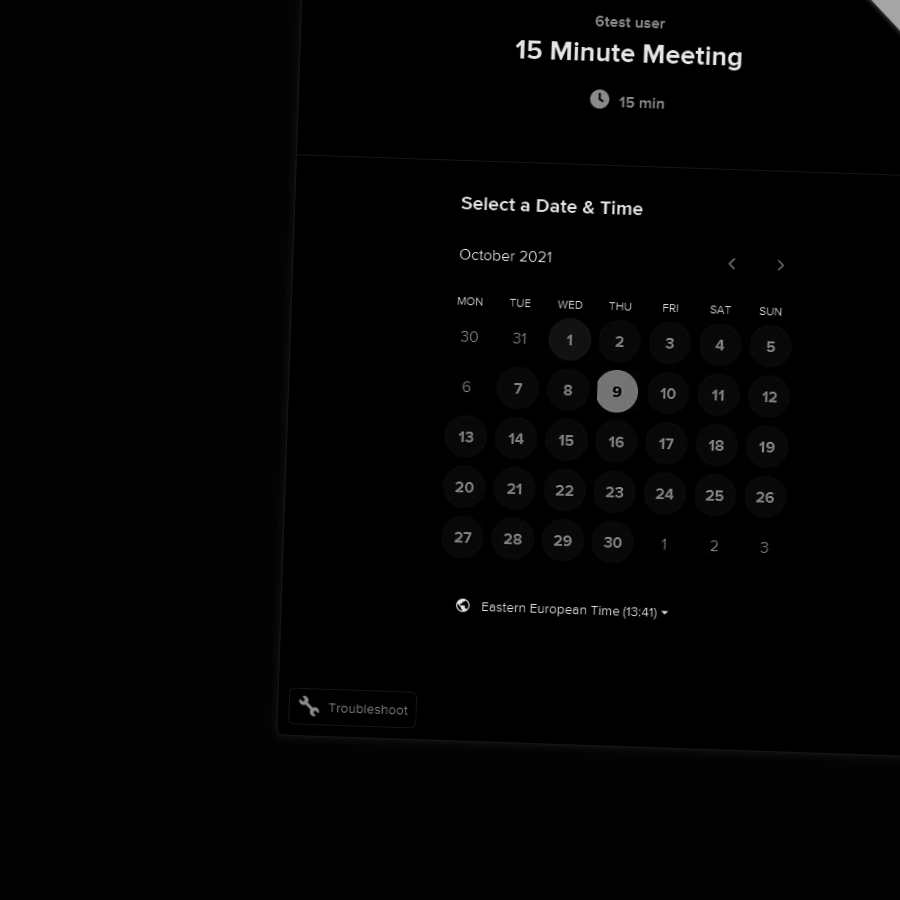 6test user
15 Minute Meeting
15 min
Select a Date & Time
October 2021
MON TUE WED THU FRI SAT SUN
30 31 1 2 3 4 5
6 7 8 9 10 11 12
13 14 15 16 17 18 19
20 21 22 23 24 25 26
27 28 29 30 1 2 3
Eastern European Time (13:41)
Troubleshoot